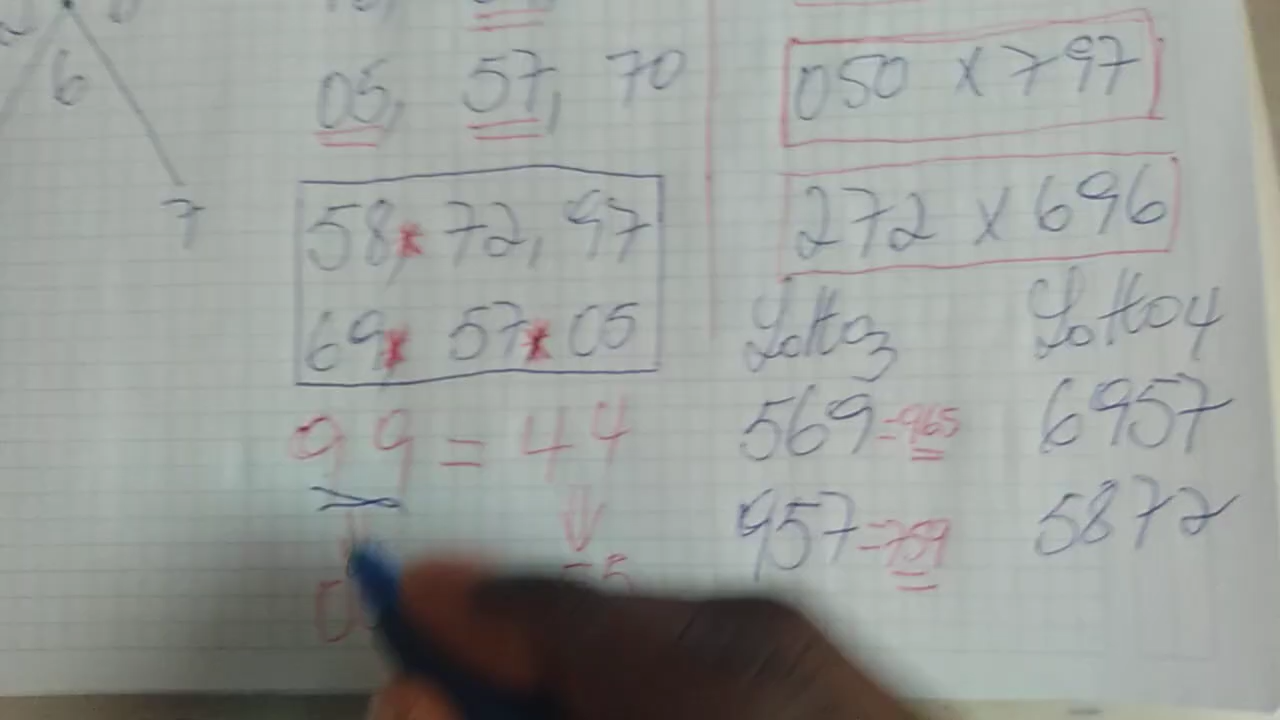 6
7
05, 57, 70
58 x 72, 97
69 x 57 x 05
99 = 44
55
050 x 797
272 x 696
Lotto3 Lotto4
569 = 965 6957
957 = 759 5872